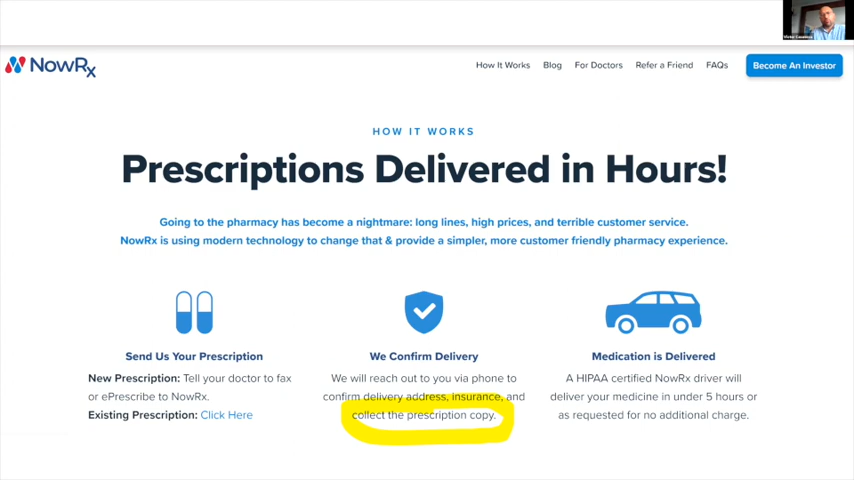 NowRx
How It Works
Blog
For Doctors
Refer a Friend
FAQs
Become An Investor
HOW IT WORKS
Prescriptions Delivered in Hours!
Going to the pharmacy has become a nightmare: long lines, high prices, and terrible customer service.
NowRx is using modern technology to change that & provide a simpler, more customer friendly pharmacy experience.
Send Us Your Prescription
New Prescription: Tell your doctor to fax
or ePrescribe to NowRx.
Existing Prescription: Click Here
We Confirm Delivery
We will reach out to you via phone to
confirm delivery address, insurance, and
collect the prescription copy.
Medication is Delivered
A HIPAA certified NowRx driver will
deliver your medicine in under 5 hours or
as requested for no additional charge.